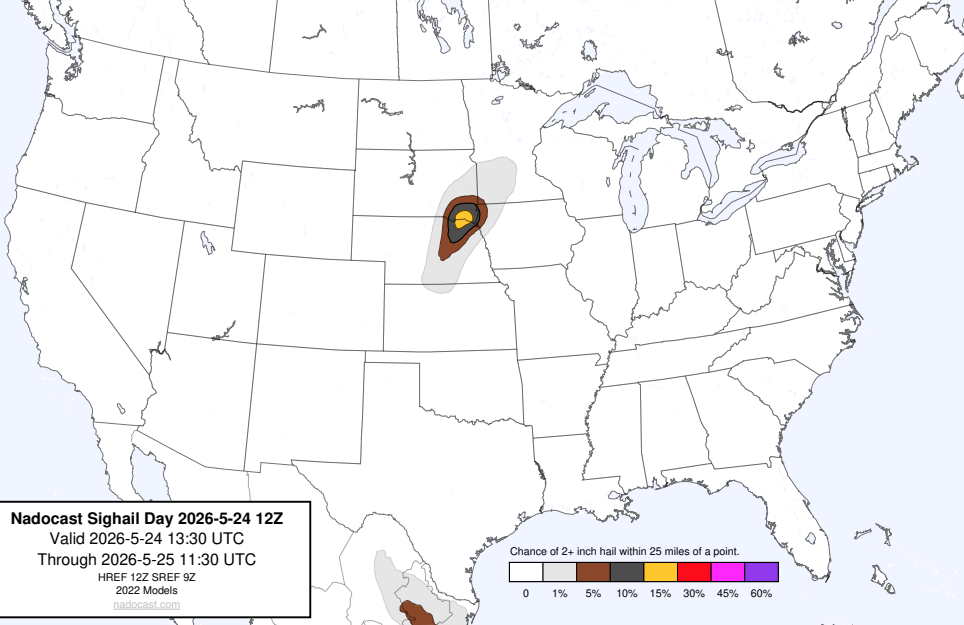 Nadocast Sighail Day 2026-5-24 12Z
Valid 2026-5-24 13:30 UTC
Through 2026-5-25 11:30 UTC
HREF 12Z SREF 9Z
2022 Models
nadocast.com
Chance of 2+ inch hail within 25 miles of a point.
0 1% 5% 10% 15% 30% 45% 60%